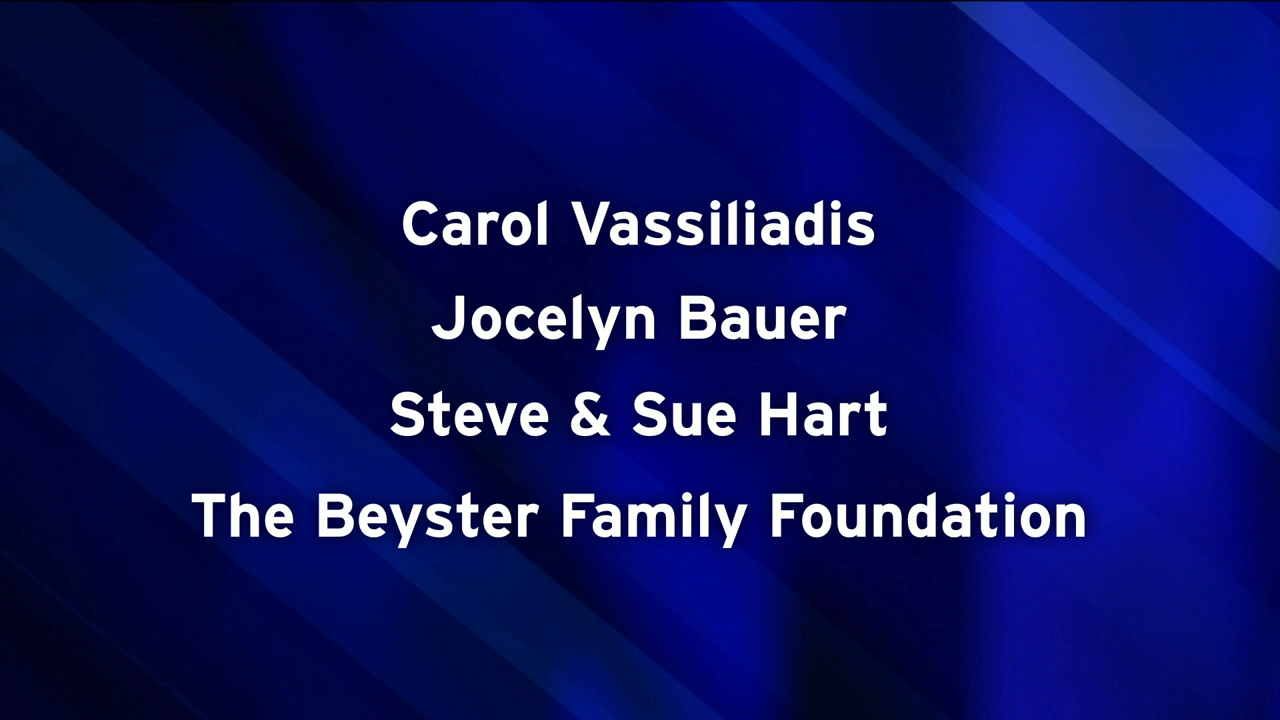 Carol Vassiliadis
Jocelyn Bauer
Steve & Sue Hart
The Beyster Family Foundation